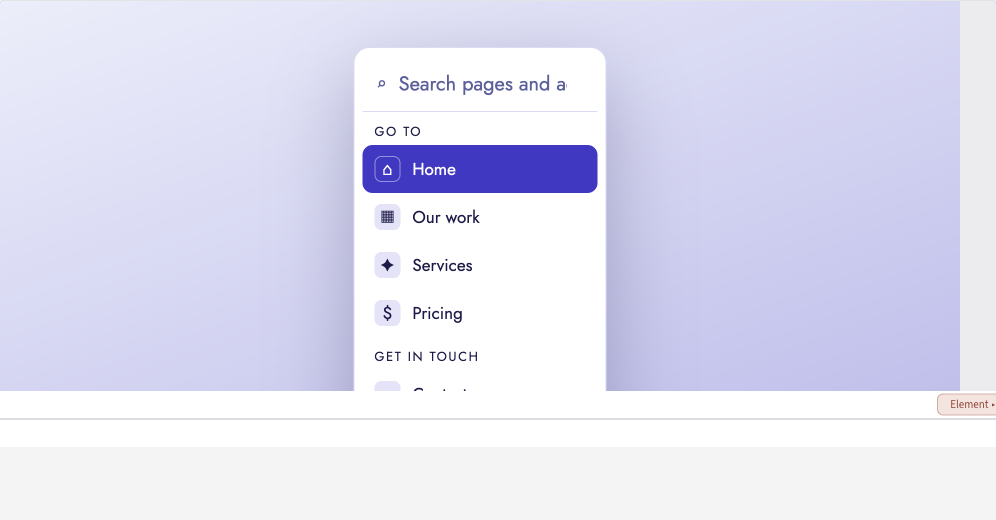 Search pages and a
GO TO
Home
Our work
Services
$ Pricing
GET IN TOUCH
Element •